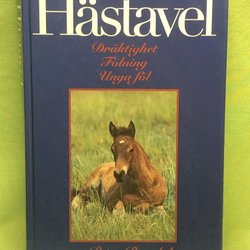 Hästavel
Dräktighet
Fölning
Unga föl